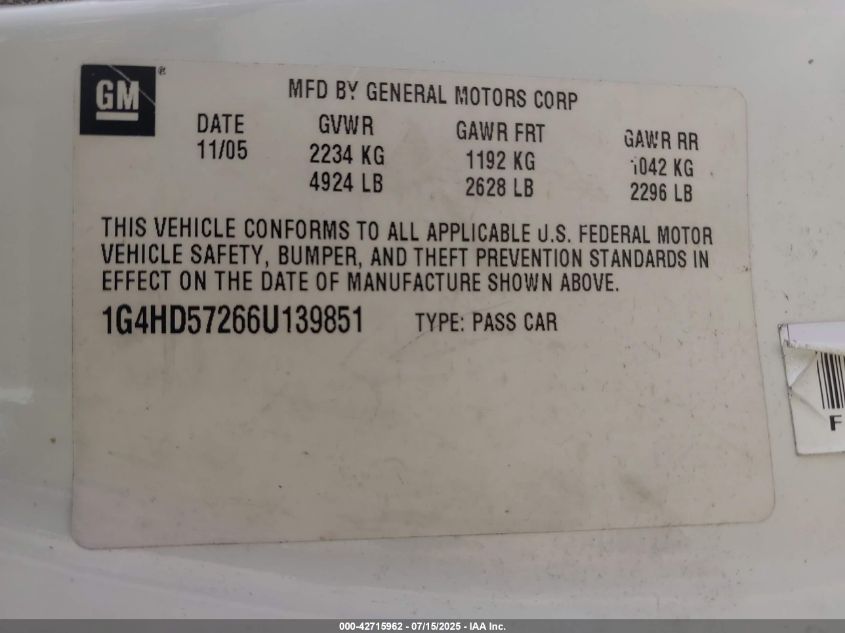 GM®
MFD BY GENERAL MOTORS CORP
DATE GVWR GAWR FRT GAWR RR
11/05 2234 KG 1192 KG 1042 KG
4924 LB 2628 LB 2296 LB
THIS VEHICLE CONFORMS TO ALL APPLICABLE U.S. FEDERAL MOTOR
VEHICLE SAFETY, BUMPER, AND THEFT PREVENTION STANDARDS IN
EFFECT ON THE DATE OF MANUFACTURE SHOWN ABOVE.
1G4HD57266U139851 TYPE: PASS CAR
F
000-42715962 - 07/15/2025 - IAA Inc.